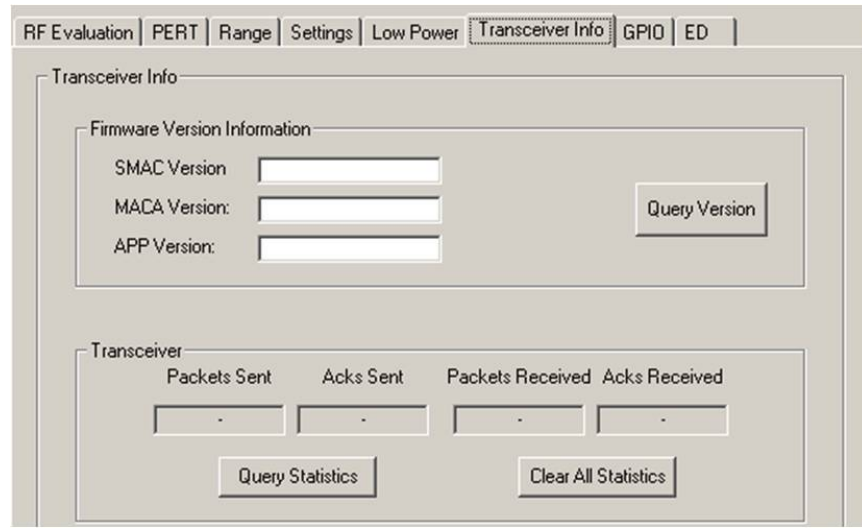 RF Evaluation PERT Range Settings Low Power Transceiver Info GPIO ED
Transceiver Info
Firmware Version Information
SMAC Version
MACA Version:
Query Version
APP Version:
Transceiver
Packets Sent Acks Sent Packets Received Acks Received
- - - -
Query Statistics Clear All Statistics